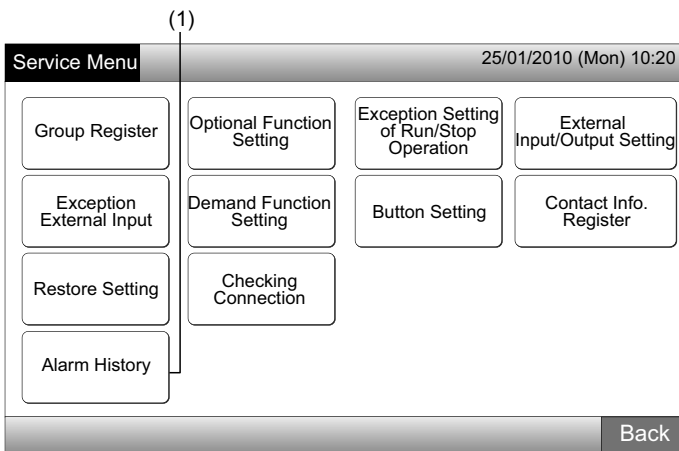 (1)
Service Menu
25/01/2010 (Mon) 10:20
Group Register
Optional Function
Setting
Exception Setting
of Run/Stop
Operation
External
Input/Output Setting
Exception
External Input
Demand Function
Setting
Button Setting
Contact Info.
Register
Restore Setting
Checking
Connection
Alarm History
Back